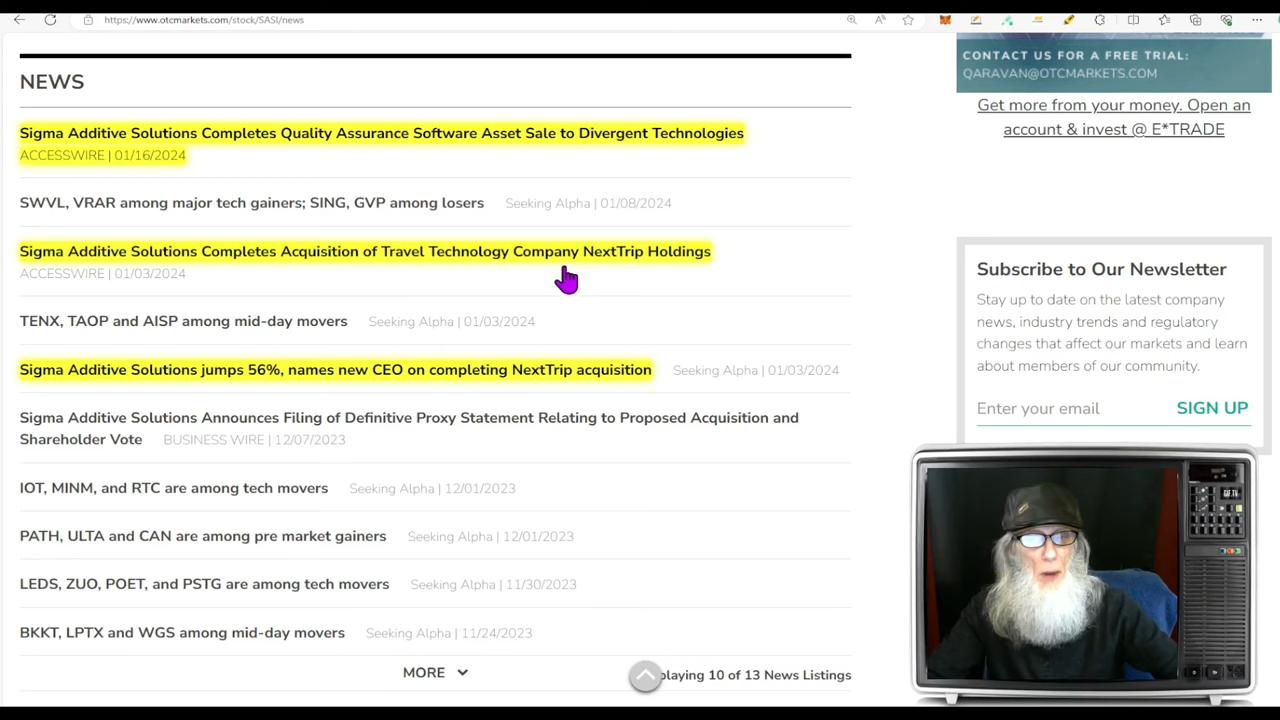 https://www.otcmarkets.com/stock/SASI/news
CONTACT US FOR A FREE TRIAL:
QARAVAN@OTCMARKETS.COM
Get more from your money. Open an
account & invest @ E*TRADE
NEWS
Sigma Additive Solutions Completes Quality Assurance Software Asset Sale to Divergent Technologies
ACCESSWIRE | 01/16/2024
SWVL, VRAR among major tech gainers; SING, GVP among losers Seeking Alpha | 01/08/2024
Sigma Additive Solutions Completes Acquisition of Travel Technology Company NextTrip Holdings
ACCESSWIRE | 01/03/2024
TENX, TAOP and AISP among mid-day movers Seeking Alpha | 01/03/2024
Sigma Additive Solutions jumps 56%, names new CEO on completing NextTrip acquisition Seeking Alpha | 01/03/2024
Sigma Additive Solutions Announces Filing of Definitive Proxy Statement Relating to Proposed Acquisition and
Shareholder Vote BUSINESS WIRE | 12/07/2023
IOT, MINM, and RTC are among tech movers Seeking Alpha | 12/01/2023
PATH, ULTA and CAN are among pre market gainers Seeking Alpha | 12/01/2023
LEDS, ZUO, POET, and PSTG are among tech movers Seeking Alpha | 11/30/2023
BKKT, LPTX and WGS among mid-day movers Seeking Alpha | 11/24/2023
MORE
playing 10 of 13 News Listings
Subscribe to Our Newsletter
Stay up to date on the latest company
news, industry trends and regulatory
changes that affect our markets and learn
about members of our community.
Enter your email SIGN UP
GIF.TV